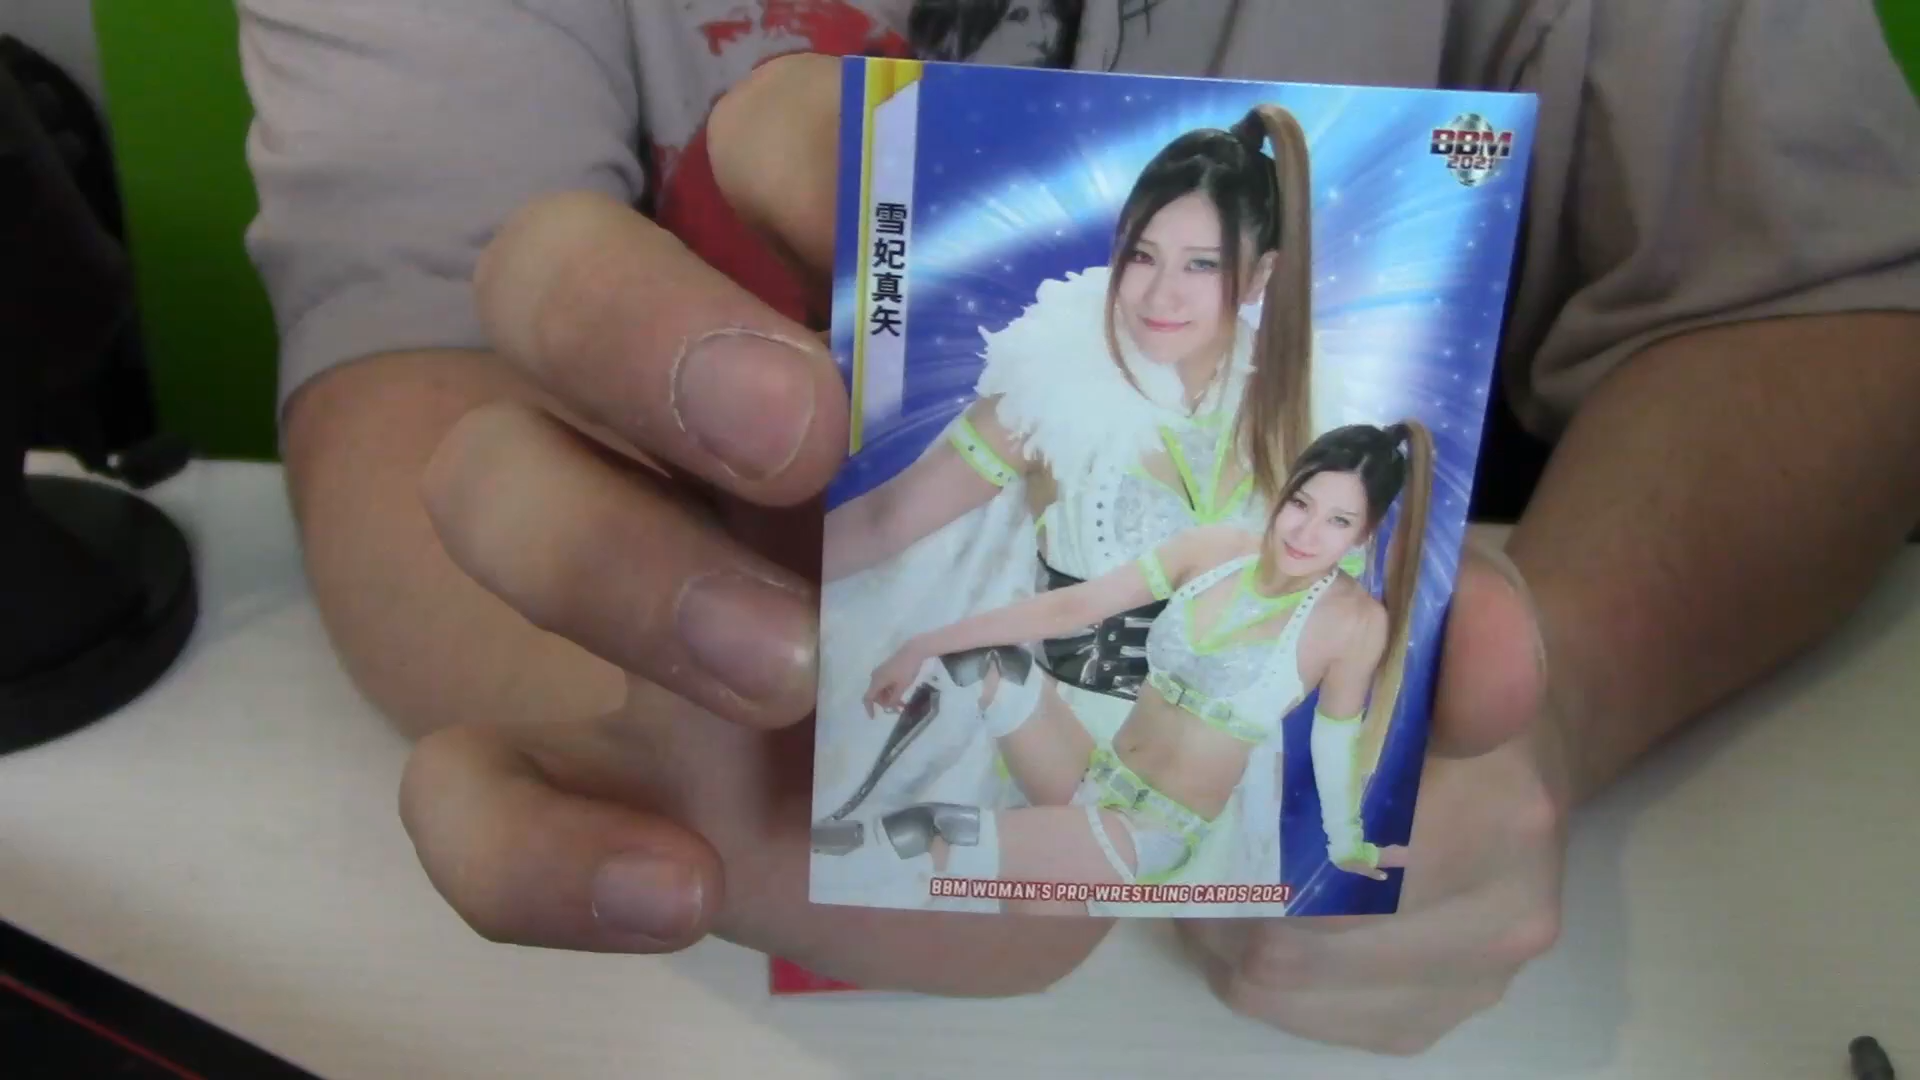 BBM
2021
雪妃真矢
BBM WOMAN'S PRO-WRESTLING CARDS 2021